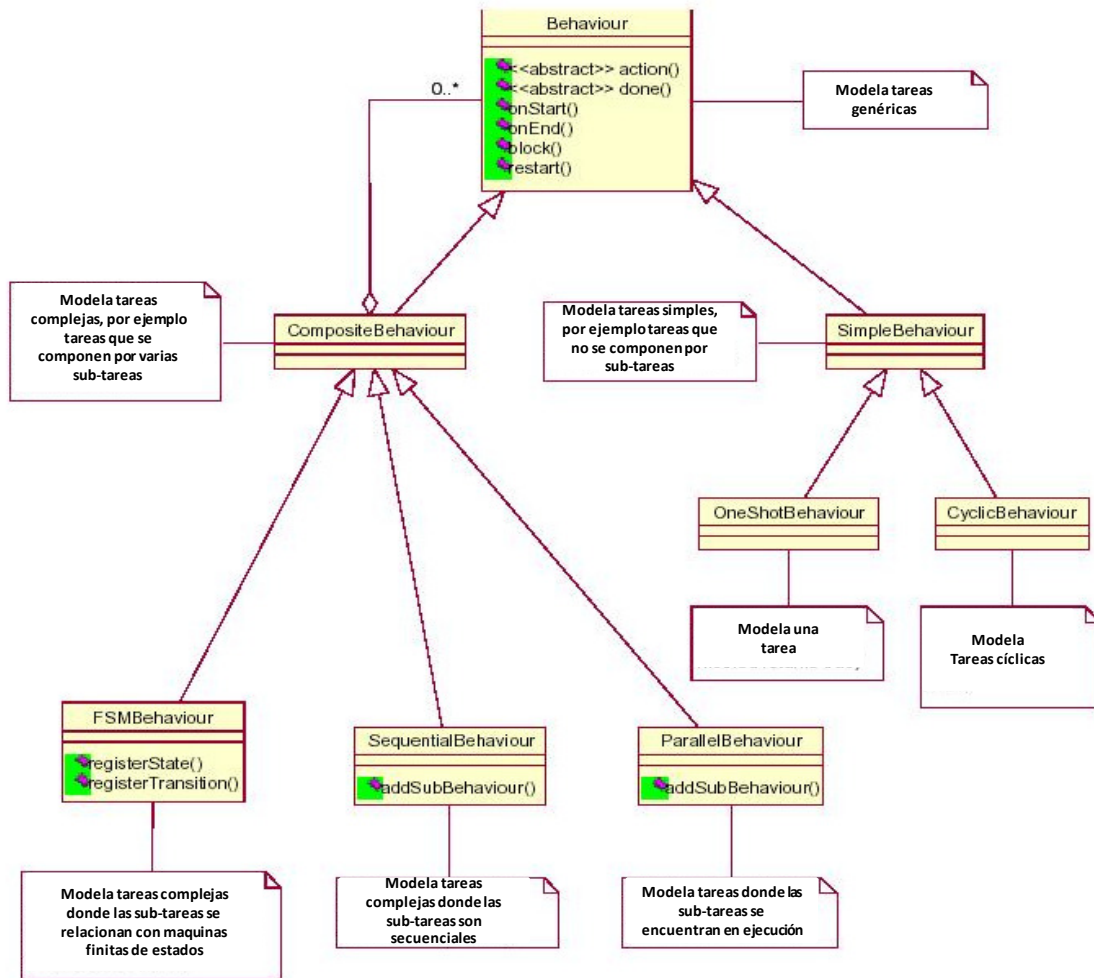 Behaviour
<<abstract>> action()
<<abstract>> done()
onStart()
onEnd()
block()
restart()
0..*
Modela tareas
genéricas
Modela tareas
complejas, por ejemplo
tareas que se
componen por varias
sub-tareas
CompositeBehaviour
Modela tareas simples,
por ejemplo tareas que
no se componen por
sub-tareas
SimpleBehaviour
OneShotBehaviour
CyclicBehaviour
Modela una
tarea
Modela
Tareas cíclicas
FSMBehaviour
registerState()
registerTransition()
SequentialBehaviour
addSubBehaviour()
ParallelBehaviour
addSubBehaviour()
Modela tareas complejas
donde las sub-tareas se
relacionan con maquinas
finitas de estados
Modela tareas
complejas donde las
sub-tareas son
secuenciales
Modela tareas donde las
sub-tareas se
encuentran en ejecución